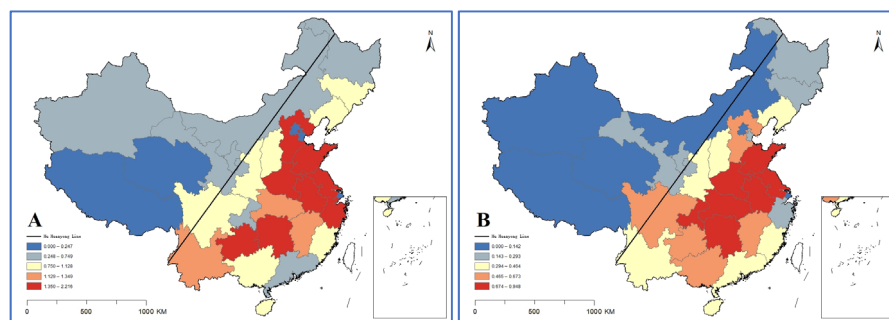 N
A
Hu Huanyong Line
0.000 - 0.247
0.248 - 0.749
0.750 - 1.128
1.129 - 1.349
1.350 - 2.216
0 500 1000 KM
N
B
Hu Huanyong Line
0.000 - 0.142
0.143 - 0.293
0.294 - 0.464
0.465 - 0.673
0.674 - 0.948
0 500 1000 KM